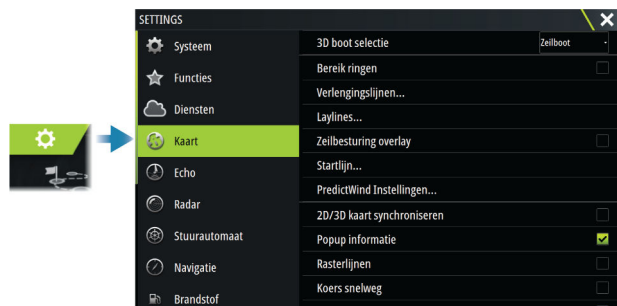 SETTINGS
Systeem
Functies
Diensten
Kaart
Echo
Radar
Stuurautomaat
Navigatie
Brandstof
3D boot selectie
Zeilboot
Bereik ringen
Verlengingslijnen...
Laylines...
Zeilbesturing overlay
Startlijn...
PredictWind Instellingen...
2D/3D kaart synchroniseren
Popup informatie
Rasterlijnen
Koers snelweg